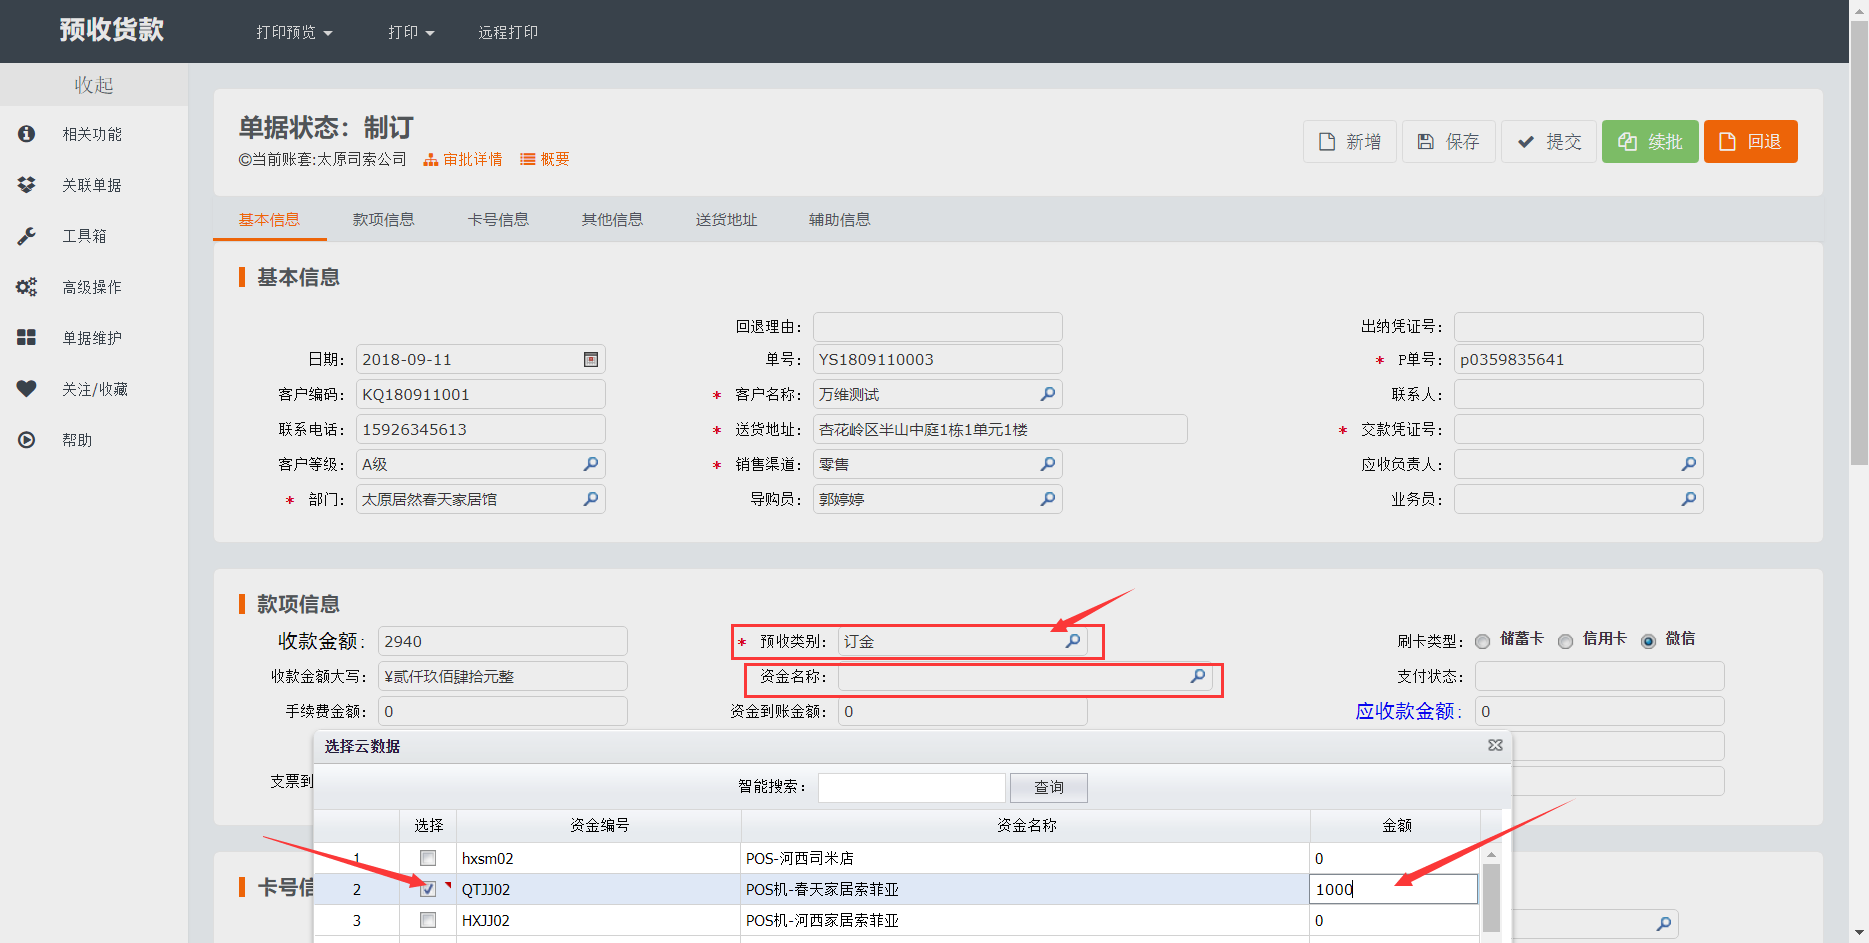 预收货款 打印预览 打印 远程打印
收起
相关功能
关联单据
工具箱
高级操作
单据维护
关注/收藏
帮助
单据状态：制订
©当前账套:太原司索公司 审批详情 概要
新增 保存 提交 续批 回退
基本信息 款项信息 卡号信息 其他信息 送货地址 辅助信息
基本信息
回退理由： 出纳凭证号：
日期： 2018-09-11 单号： YS1809110003 * P单号： p0359835641
客户编码： KQ180911001 * 客户名称： 万维测试 联系人：
联系电话： 15926345613 * 送货地址： 杏花岭区半山中庭1栋1单元1楼 * 交款凭证号：
客户等级： A级 * 销售渠道： 零售 应收负责人：
* 部门： 太原居然春天家居馆 导购员： 郭婷婷 业务员：
款项信息
收款金额： 2940 * 预收类别： 订金 刷卡类型： 储蓄卡 信用卡 微信
收款金额大写： ¥贰仟玖佰肆拾元整 资金名称： 支付状态：
手续费金额： 0 资金到账金额： 0 应收款金额： 0
支票到
选择云数据
智能搜索： 查询
选择 资金编号 资金名称 金额
1 hxsm02 POS-河西司米店 0
2 QTJJ02 POS机-春天家居索菲亚 1000
3 HXJJ02 POS机-河西家居索菲亚 0
卡号信